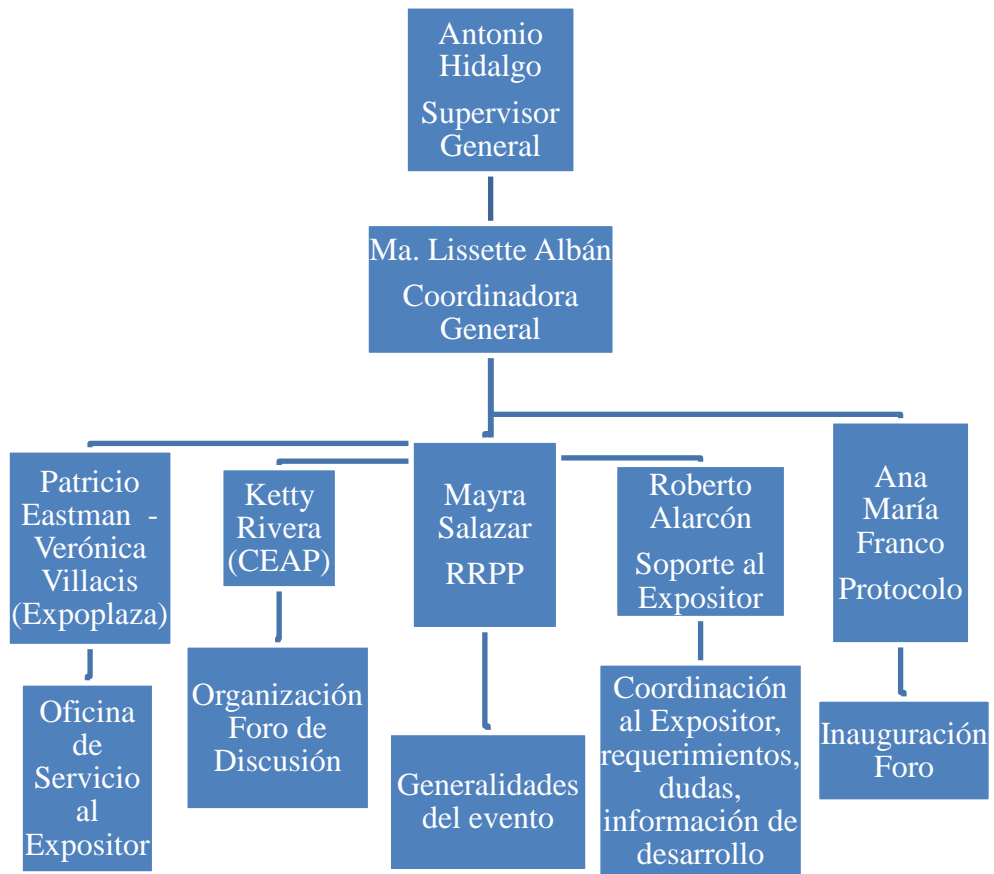 Antonio
Hidalgo
Supervisor
General
Ma. Lissette Albán
Coordinadora
General
Patricio
Eastman -
Verónica
Villacis
(Expoplaza)
Ketty
Rivera
(CEAP)
Mayra
Salazar
RRPP
Roberto
Alarcón
Soporte al
Expositor
Ana
María
Franco
Protocolo
Oficina
de
Servicio
al
Expositor
Organización
Foro de
Discusión
Generalidades
del evento
Coordinación
al Expositor,
requerimientos,
dudas,
información de
desarrollo
Inauguración
Foro